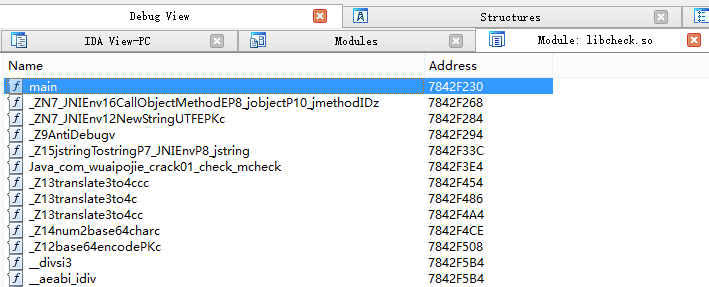 Debug View Structures
IDA View-PC Modules Module: libcheck.so
Name Address
main 7842F230
_ZN7_JNIEnv16CallObjectMethodEP8_jobjectP10_jmethodIDz 7842F268
_ZN7_JNIEnv12NewStringUTFEPKc 7842F284
_Z9AntiDebugv 7842F294
_Z15jstringTostringP7_JNIEnvP8_jstring 7842F33C
Java_com_wuaipojie_crack01_check_mcheck 7842F3E4
_Z13translate3to4ccc 7842F454
_Z13translate3to4c 7842F486
_Z13translate3to4cc 7842F4A4
_Z14num2base64charc 7842F4CE
_Z12base64encodePKc 7842F508
__divsi3 7842F5B4
__aeabi_idiv 7842F5B4